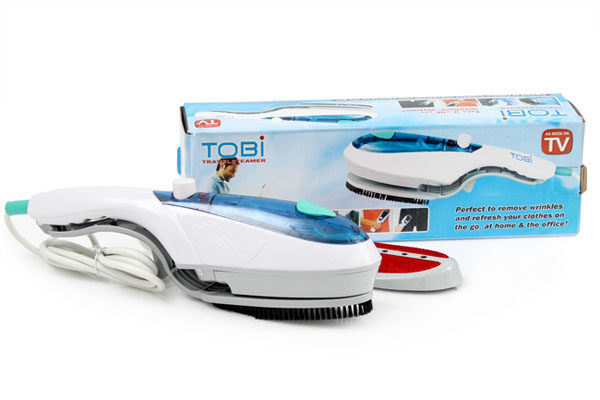 TOBi
TRAVEL STEAMER
AS SEEN ON
TV
TOBi
Perfect to remove wrinkles
and refresh your clothes on
the go, at home & the office!